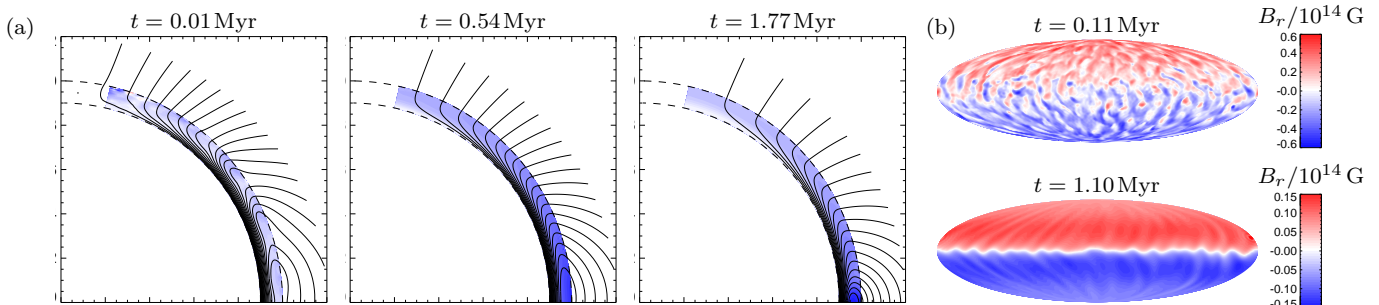 (a)
t = 0.01 Myr
t = 0.54 Myr
t = 1.77 Myr
(b)
t = 0.11 Myr
B_r/10^14 G
0.6
0.4
0.2
-0.0
-0.2
-0.4
-0.6
t = 1.10 Myr
B_r/10^14 G
0.15
0.10
0.05
-0.00
-0.05
-0.10
-0.15